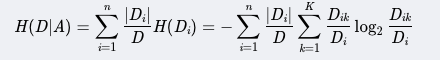 H(D|A) = \sum_{i=1}^{n} \frac{|D_i|}{D} H(D_i) = -\sum_{i=1}^{n} \frac{|D_i|}{D} \sum_{k=1}^{K} \frac{D_{ik}}{D_i} \log_2 \frac{D_{ik}}{D_i}